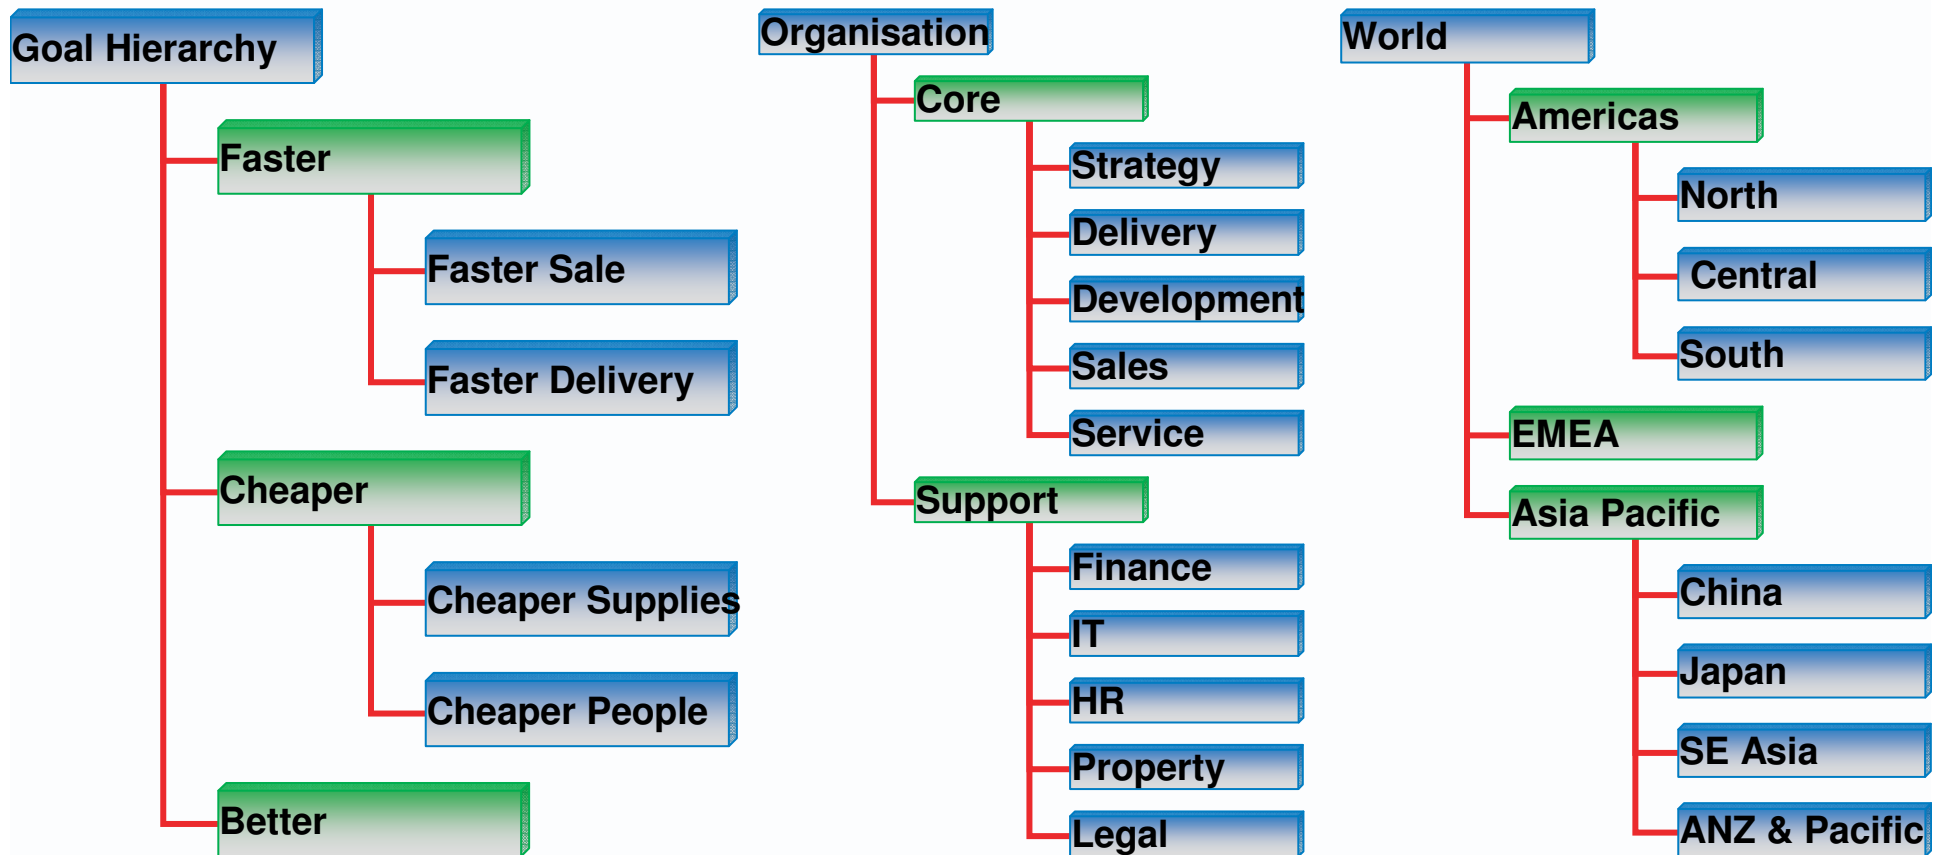 Goal Hierarchy
Faster
Faster Sale
Faster Delivery
Cheaper
Cheaper Supplies
Cheaper People
Better
Organisation
Core
Strategy
Delivery
Development
Sales
Service
Support
Finance
IT
HR
Property
Legal
World
Americas
North
Central
South
EMEA
Asia Pacific
China
Japan
SE Asia
ANZ & Pacific